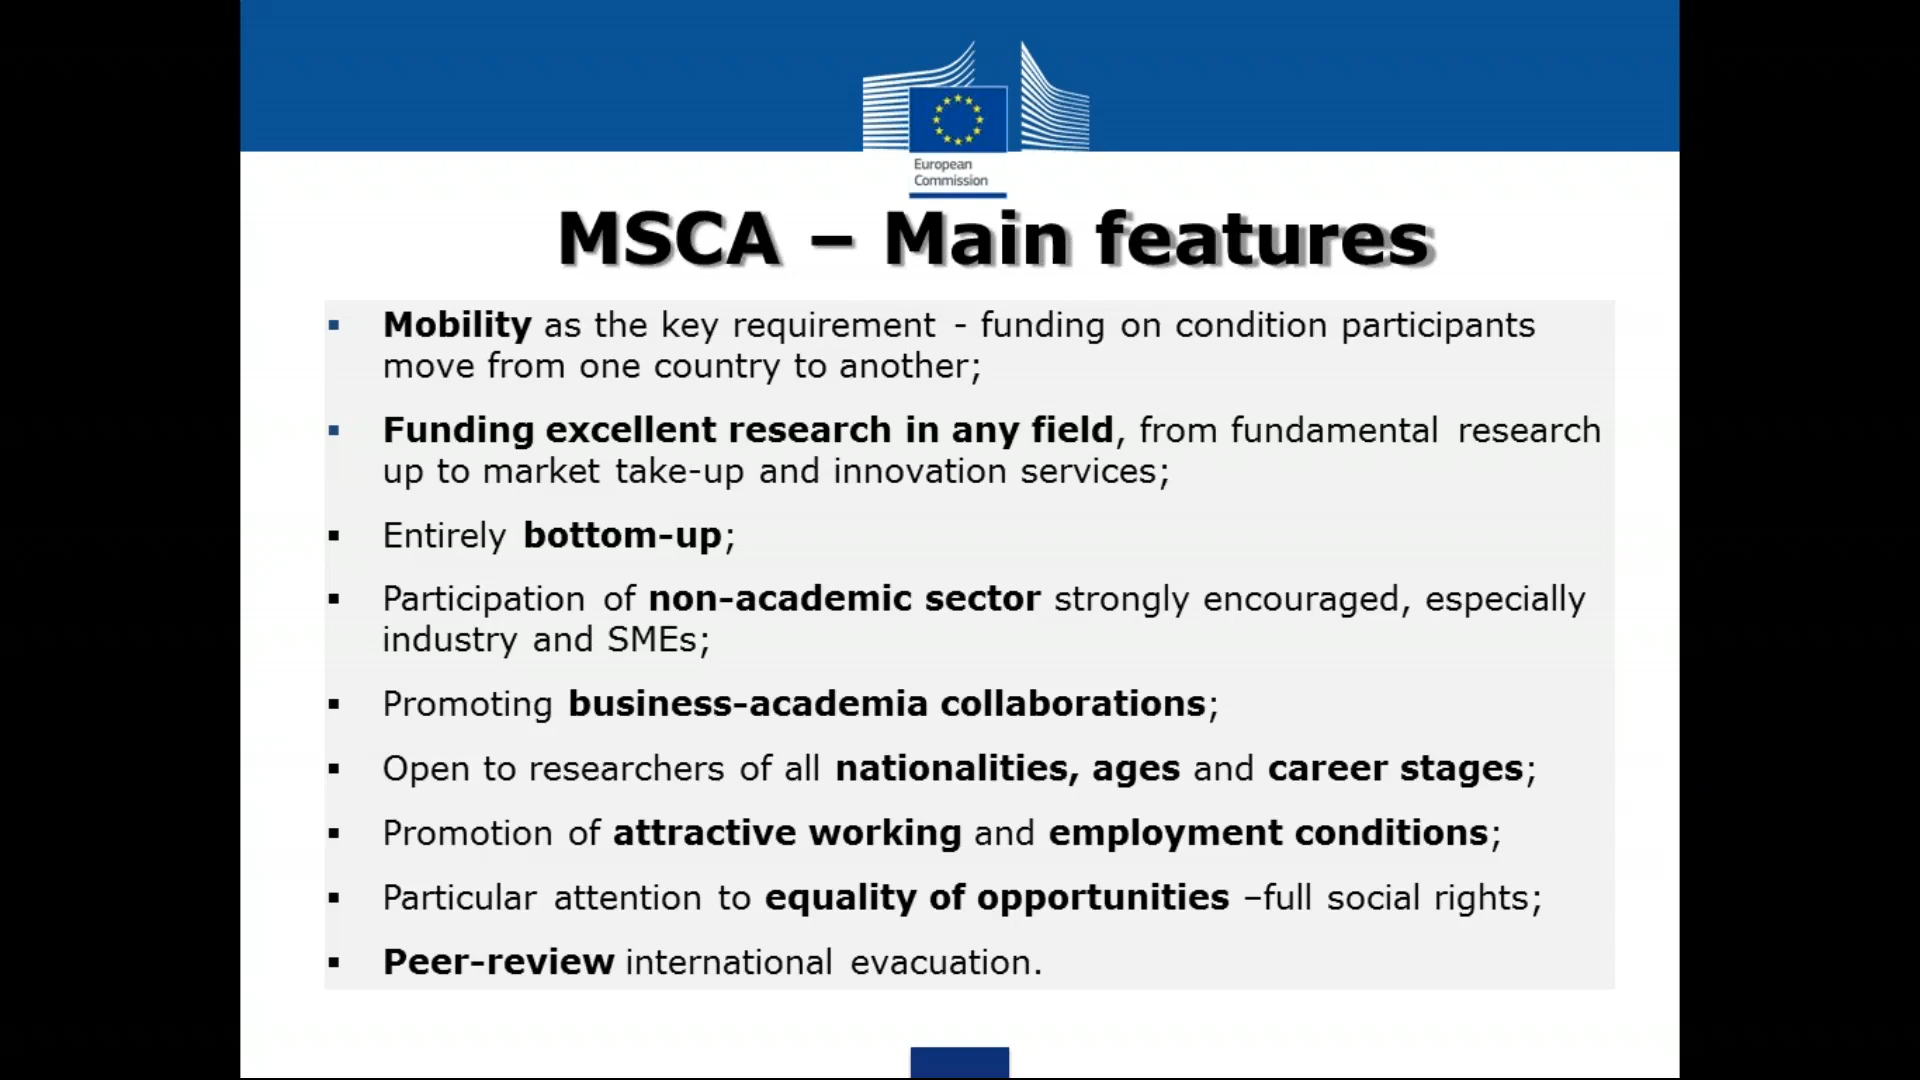 European
Commission
MSCA – Main features
▪ Mobility as the key requirement - funding on condition participants
move from one country to another;
▪ Funding excellent research in any field, from fundamental research
up to market take-up and innovation services;
▪ Entirely bottom-up;
▪ Participation of non-academic sector strongly encouraged, especially
industry and SMEs;
▪ Promoting business-academia collaborations;
▪ Open to researchers of all nationalities, ages and career stages;
▪ Promotion of attractive working and employment conditions;
▪ Particular attention to equality of opportunities –full social rights;
▪ Peer-review international evacuation.